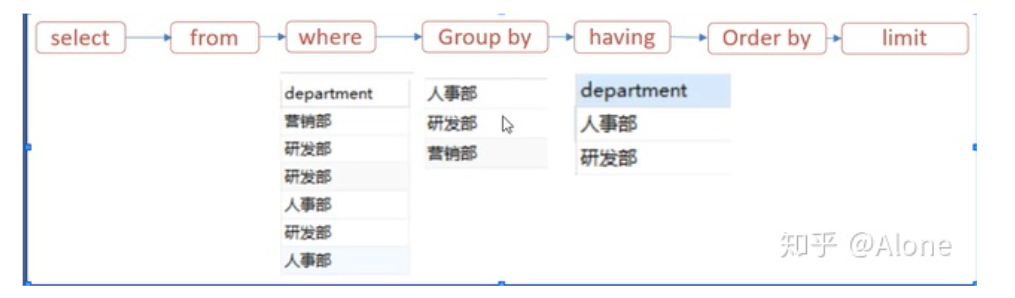 select from where Group by having Order by limit
department
营销部
研发部
研发部
人事部
研发部
人事部
人事部
研发部
营销部
department
人事部
研发部
知乎 @Alone